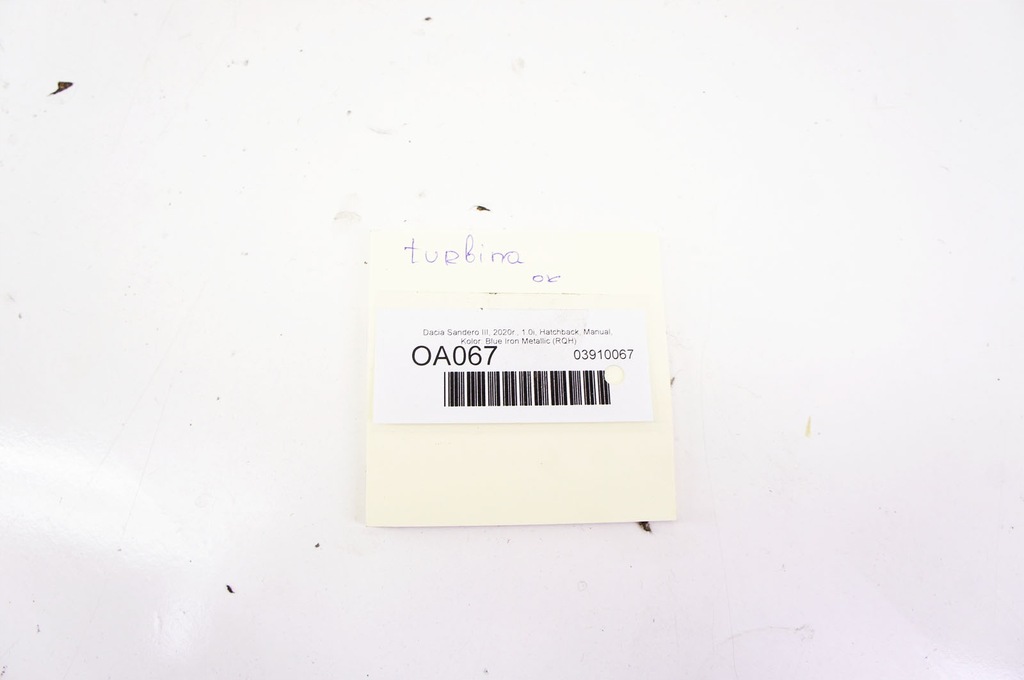 turbina
ok
Dacia Sandero III, 2020r., 1.0i, Hatchback, Manual,
Kolor: Blue Iron Metallic (RQH)
OA067 03910067